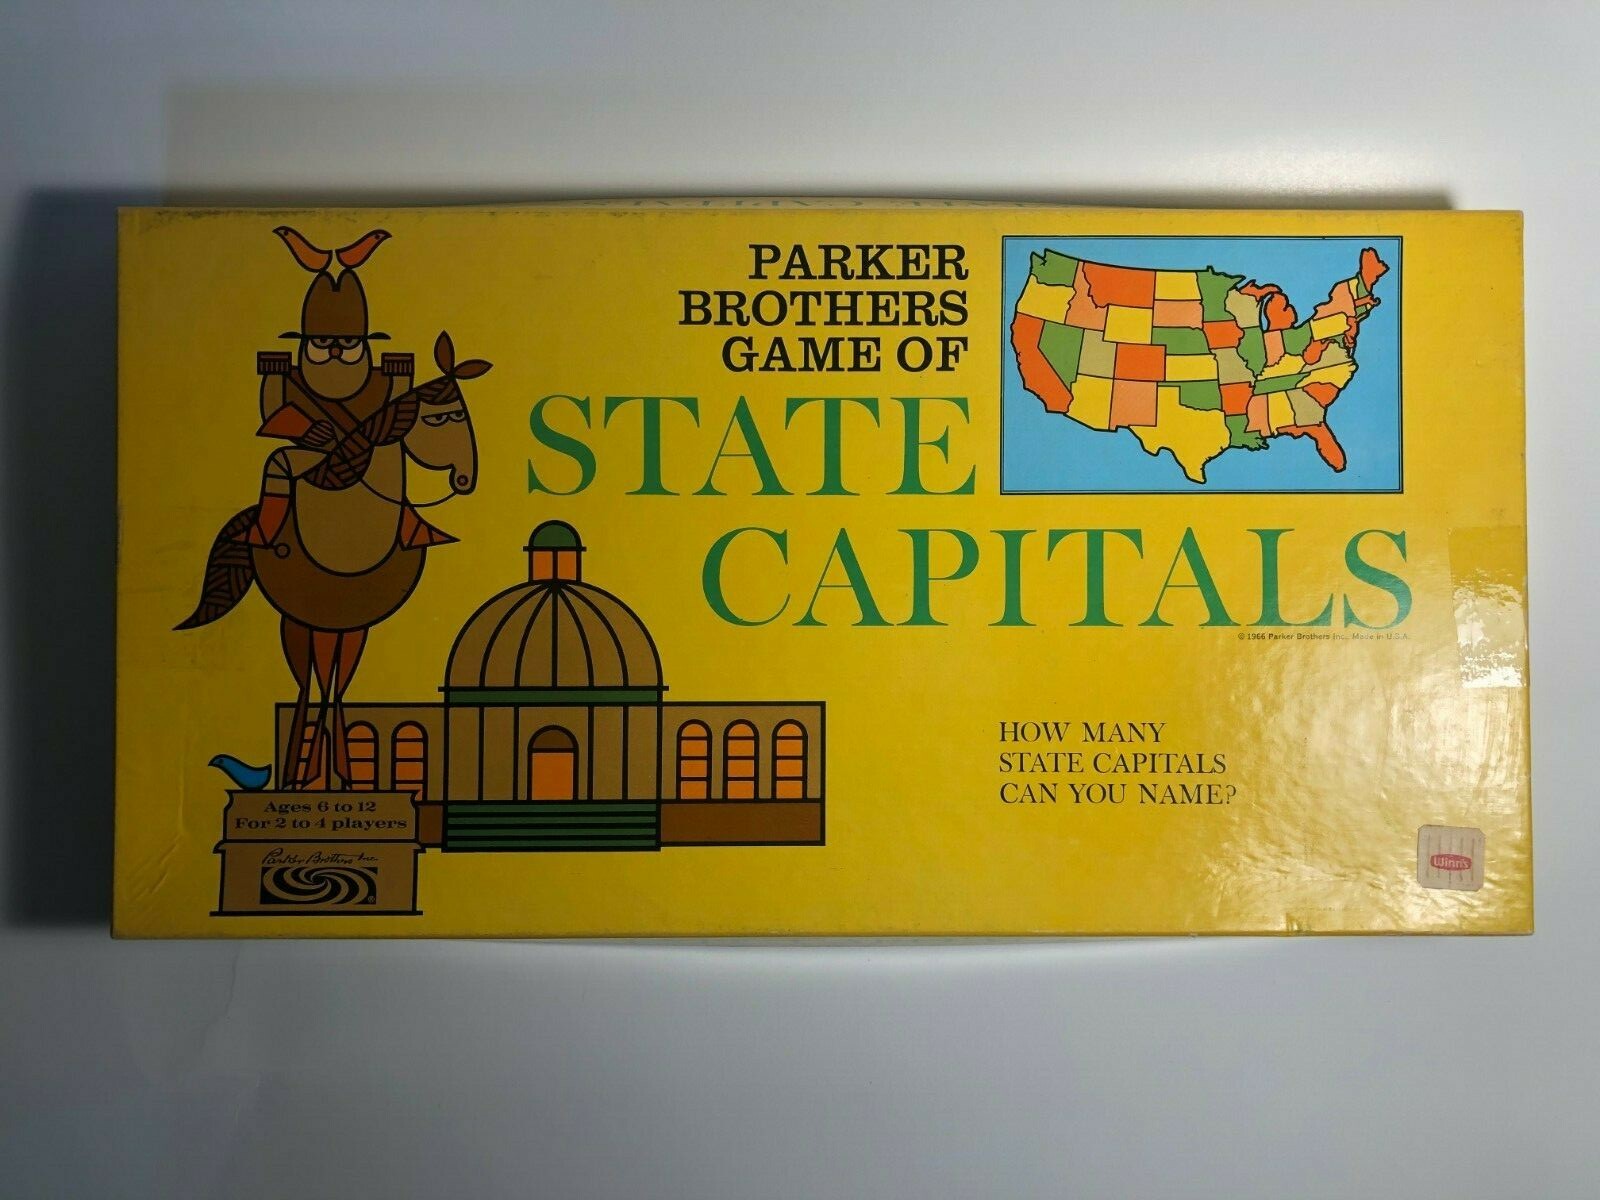 PARKER
BROTHERS
GAME OF
STATE
CAPITALS
© 1966 Parker Brothers Inc. Made in U.S.A.
HOW MANY
STATE CAPITALS
CAN YOU NAME?
Ages 6 to 12
For 2 to 4 players
Parker Brothers Inc.
®
Winn's